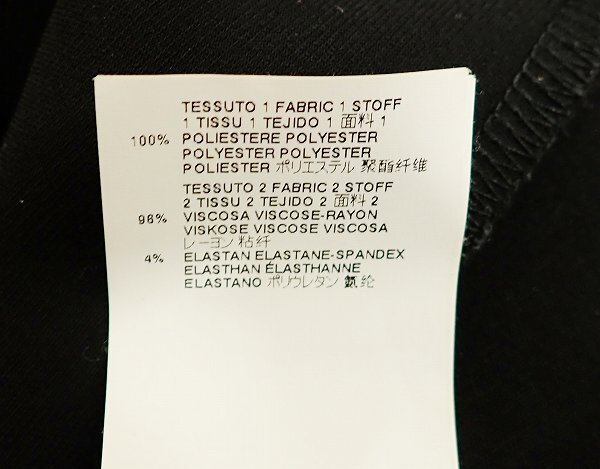 TESSUTO 1 FABRIC 1 STOFF
1 TISSU 1 TEJIDO 1 面料 1
100% POLIESTERE POLYESTER
POLYESTER POLYESTER
POLIESTER ポリエステル 聚酯纤维
TESSUTO 2 FABRIC 2 STOFF
2 TISSU 2 TEJIDO 2 面料 2
96% VISCOSA VISCOSE-RAYON
VISKOSE VISCOSE VISCOSA
レーヨン 粘纤
4% ELASTAN ELASTANE-SPANDEX
ELASTHAN ÉLASTHANNE
ELASTANO ポリウレタン 氨纶